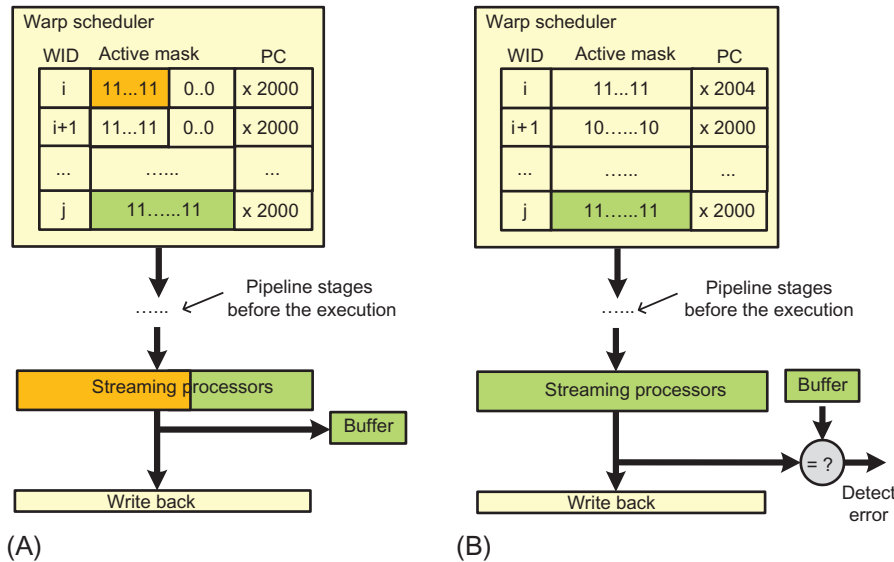 Warp scheduler
WID Active mask PC
i 11...11 0..0 x 2000
i+1 11...11 0..0 x 2000
... ...... ...
j 11......11 x 2000
......
Pipeline stages
before the execution
Streaming processors
Buffer
Write back
(A)
Warp scheduler
WID Active mask PC
i 11...11 x 2004
i+1 10......10 x 2000
... ...... ...
j 11......11 x 2000
......
Pipeline stages
before the execution
Streaming processors
Buffer
= ?
Detect
error
Write back
(B)